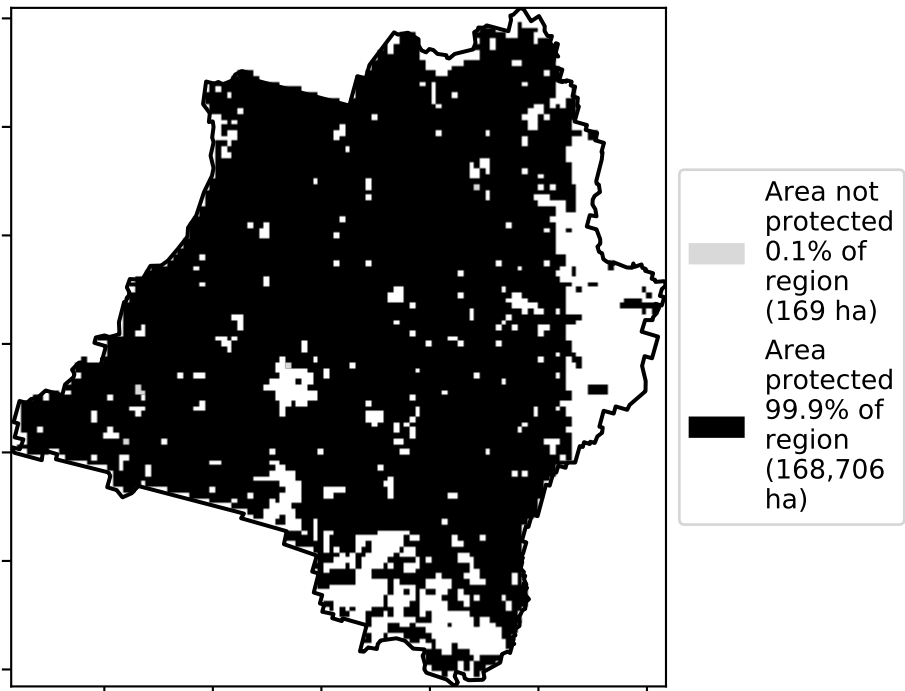 Area not
protected
0.1% of
region
(169 ha)
Area
protected
99.9% of
region
(168,706
ha)